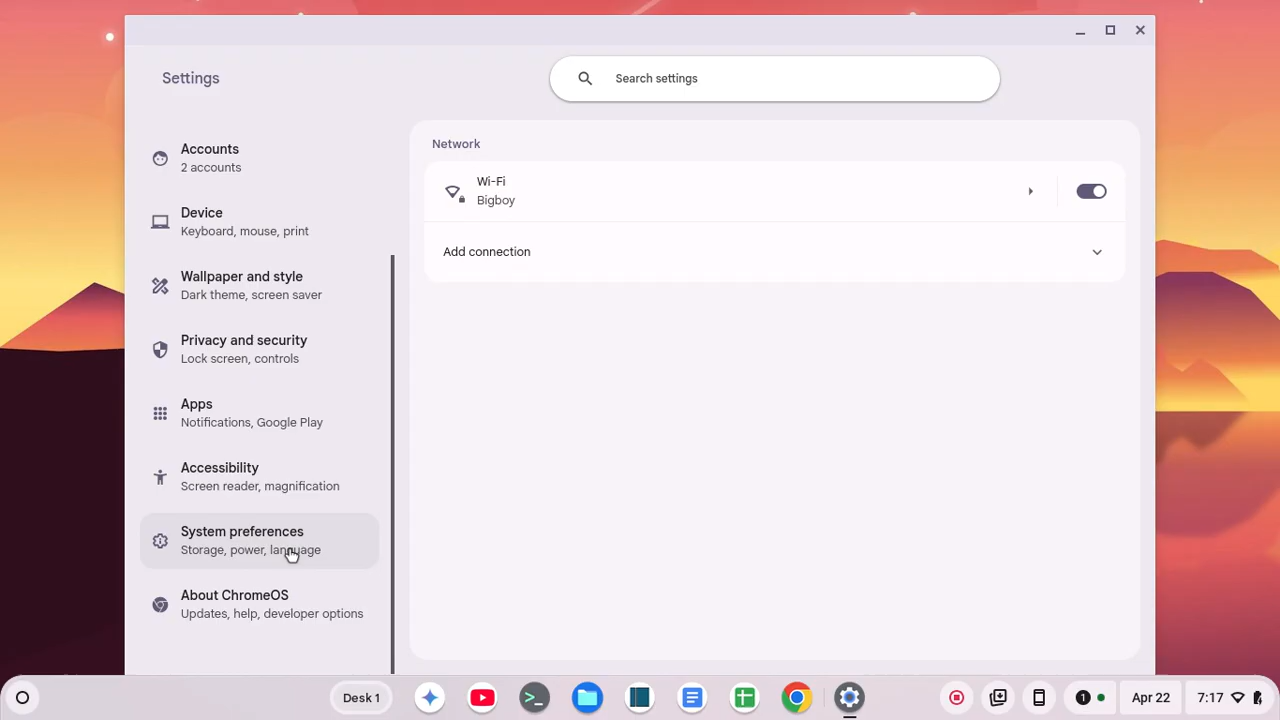 Settings
Search settings
Accounts
2 accounts
Device
Keyboard, mouse, print
Wallpaper and style
Dark theme, screen saver
Privacy and security
Lock screen, controls
Apps
Notifications, Google Play
Accessibility
Screen reader, magnification
System preferences
Storage, power, language
About ChromeOS
Updates, help, developer options
Network
Wi-Fi
Bigboy
Add connection
Desk 1
1
Apr 22
7:17